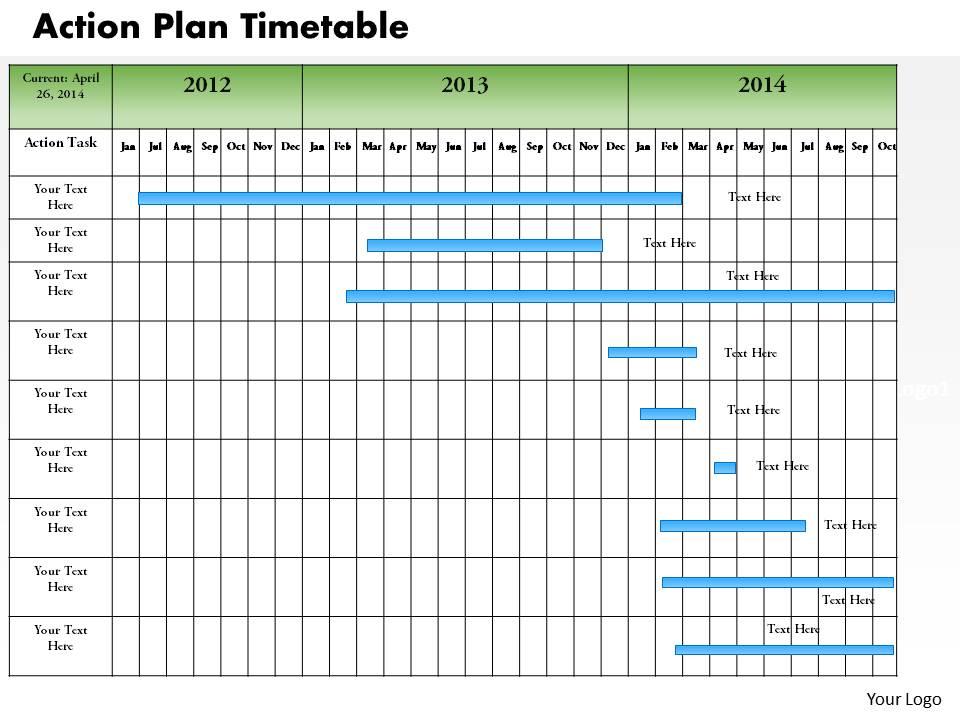 Action Plan Timetable
Current: April
26, 2014
2012
2013
2014
Action Task
Jan Jul Aug Sep Oct Nov Dec Jan Feb Mar Apr May Jun Jul Aug Sep Oct Nov Dec Jan Feb Mar Apr May Jun Jul Aug Sep Oct
Your Text
Here
Text Here
Your Text
Here
Text Here
Your Text
Here
Text Here
Your Text
Here
Text Here
Your Text
Here
Text Here
Your Text
Here
Text Here
Your Text
Here
Text Here
Your Text
Here
Text Here
Your Text
Here
Text Here
Your Logo